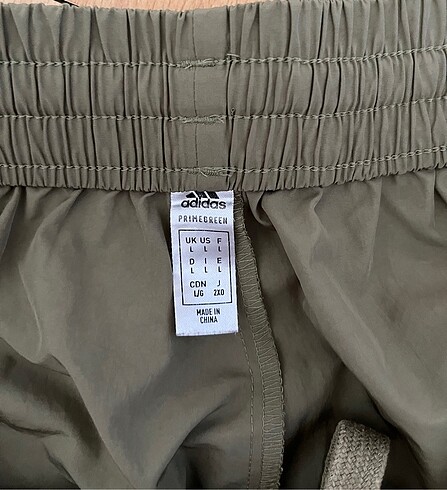 adidas
PRIMEGREEN
UK US F
L L L
D I E
L L L
CDN J
L/G 2XO
MADE IN
CHINA